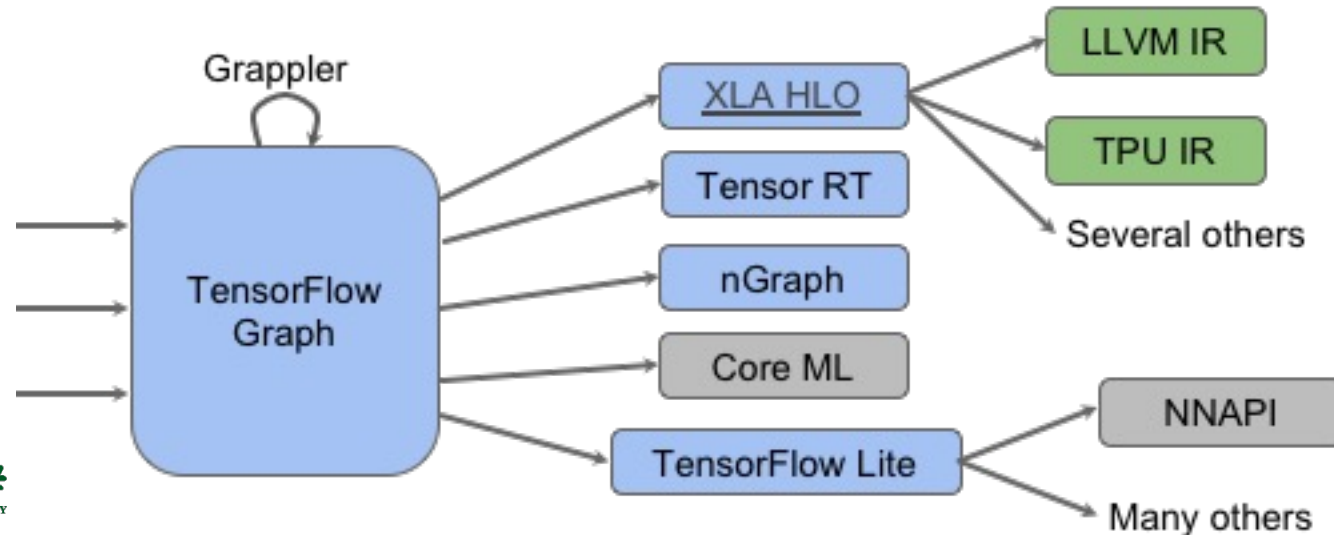 Grappler
TensorFlow
Graph
XLA HLO
Tensor RT
nGraph
Core ML
TensorFlow Lite
LLVM IR
TPU IR
Several others
NNAPI
Many others